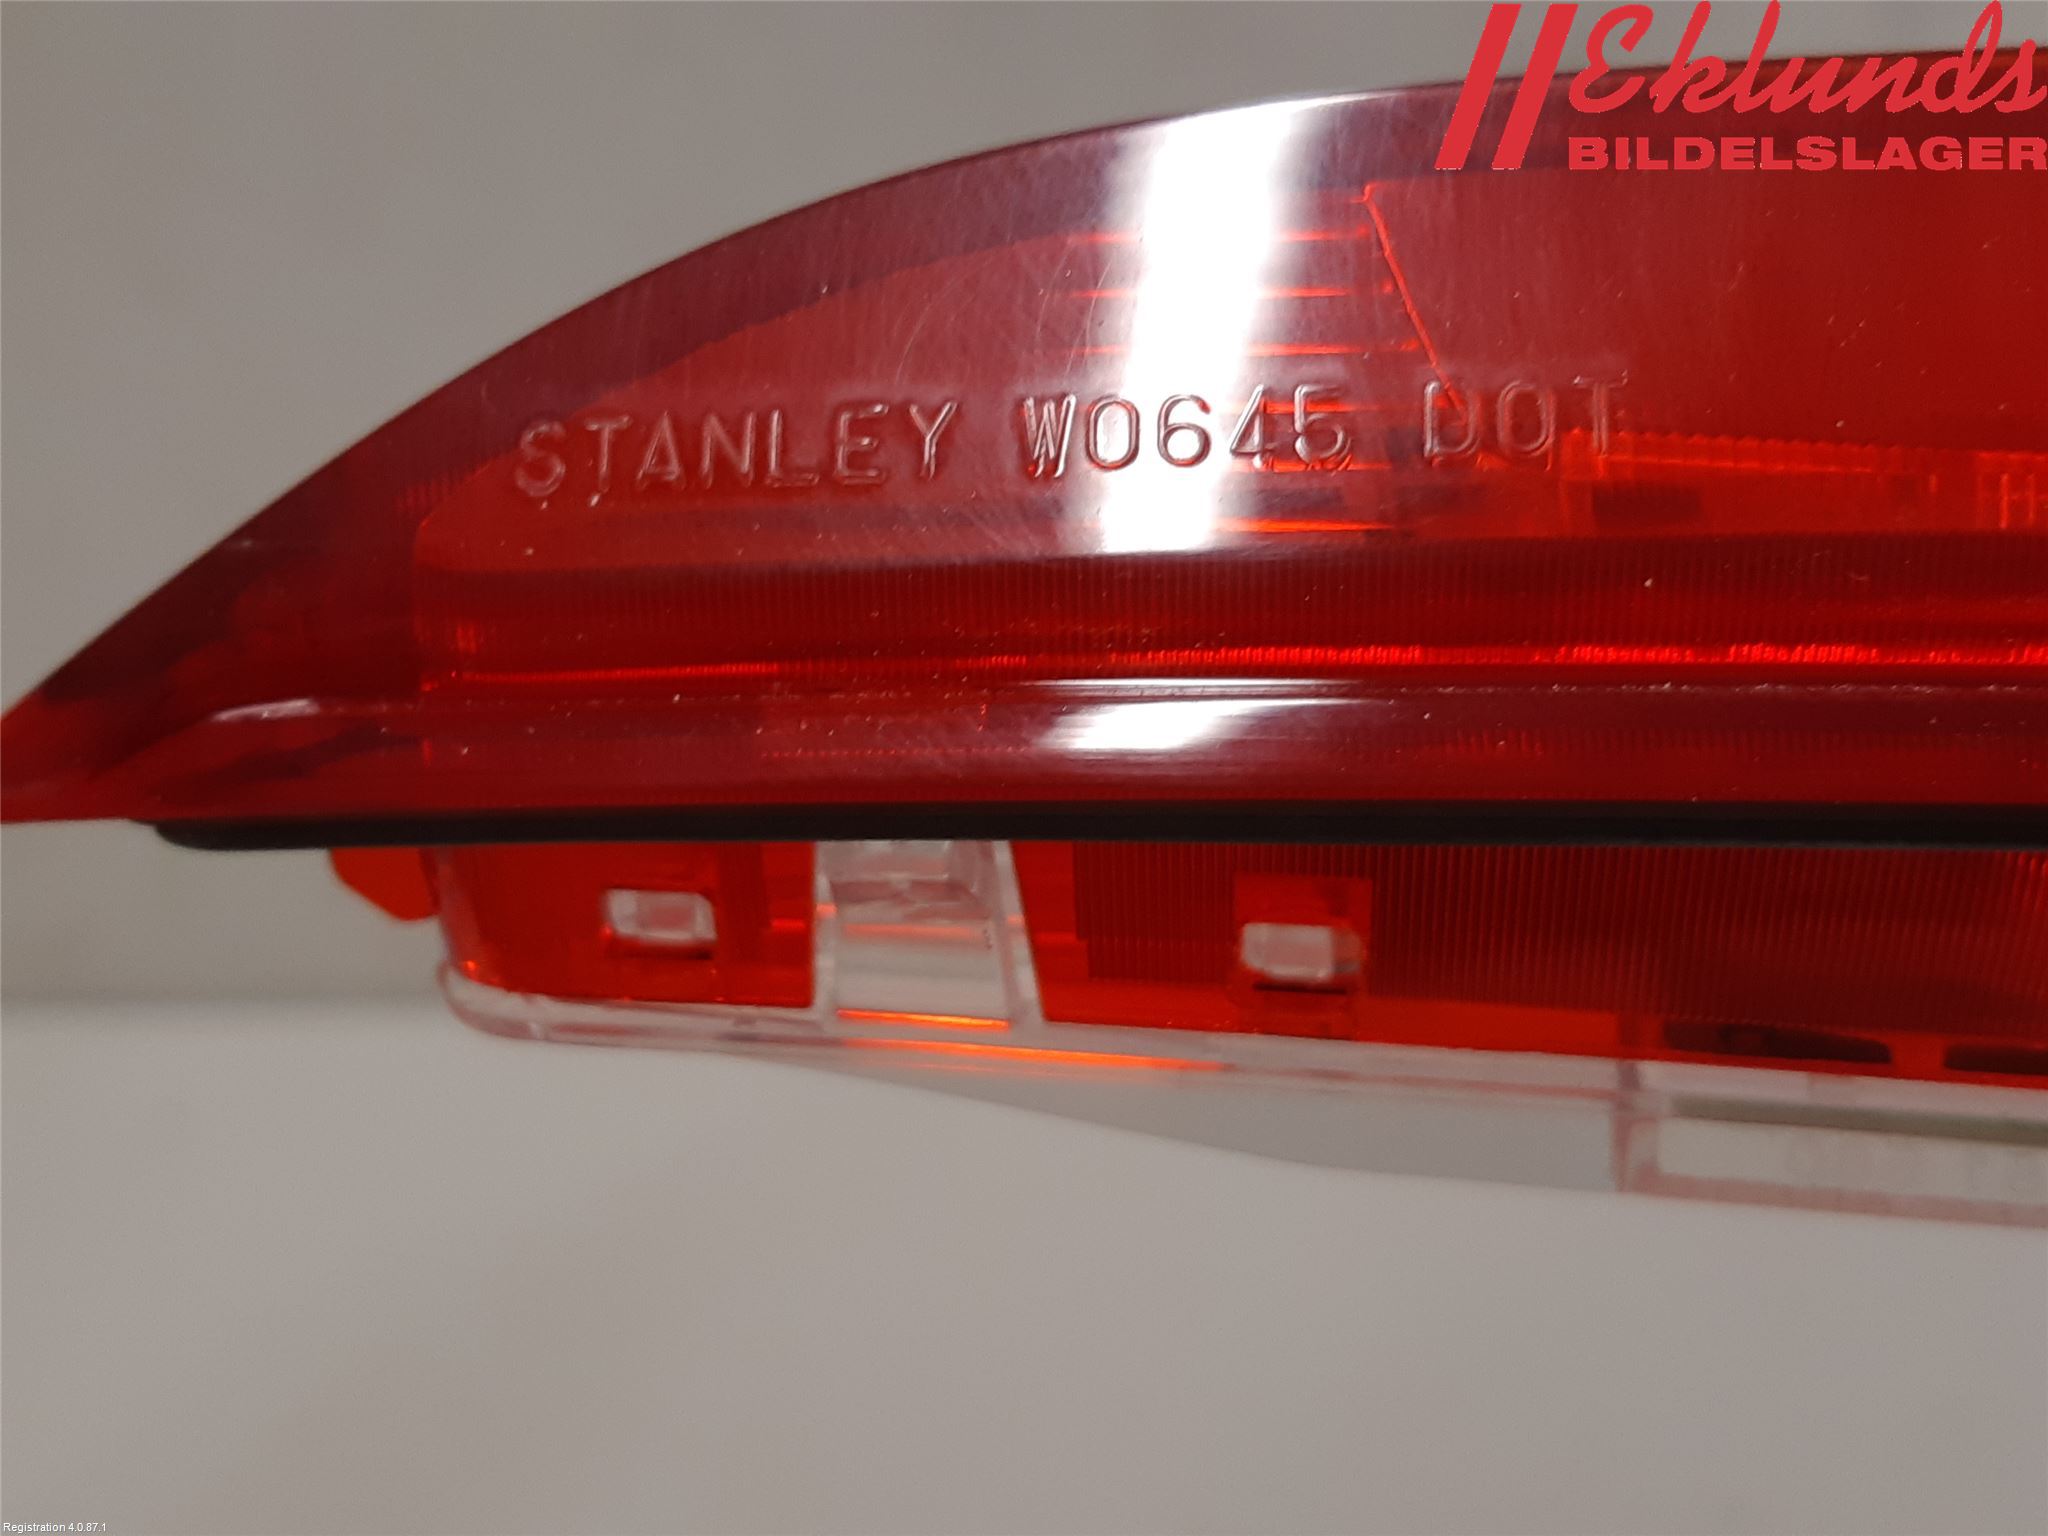 Eklunds
BILDELSLAGER
STANLEY W0645 DOT
Registration 4.0.87.1